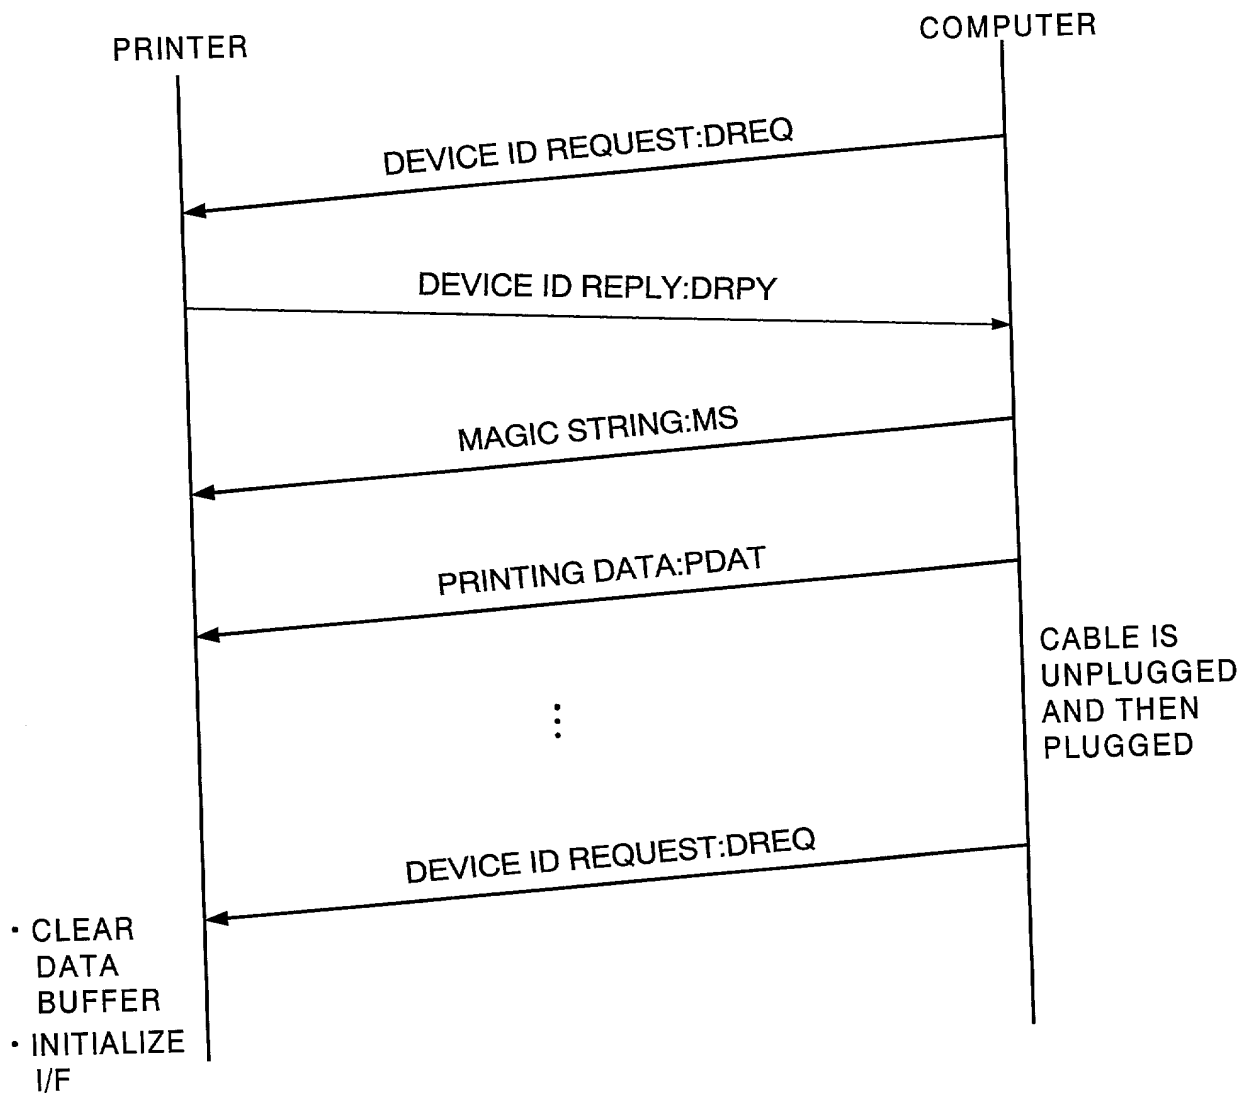 PRINTER
COMPUTER
DEVICE ID REQUEST:DREQ
DEVICE ID REPLY:DRPY
MAGIC STRING:MS
PRINTING DATA:PDAT
CABLE IS
UNPLUGGED
AND THEN
PLUGGED
DEVICE ID REQUEST:DREQ
· CLEAR
DATA
BUFFER
· INITIALIZE
I/F